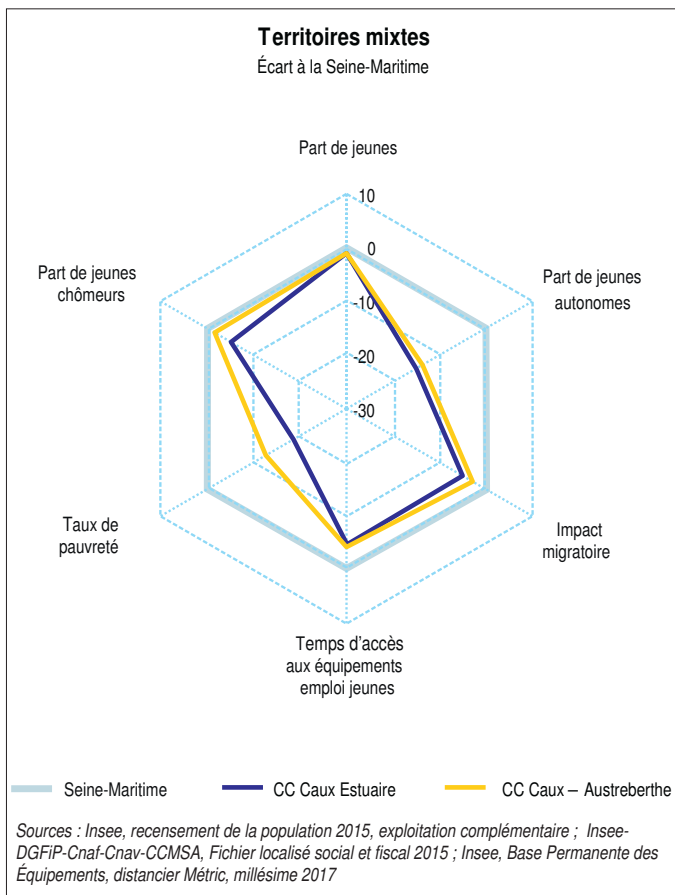 Territoires mixtes
Écart à la Seine-Maritime
Part de jeunes
10
0
-10
-20
-30
Part de jeunes
chômeurs
Part de jeunes
autonomes
Taux de
pauvreté
Impact
migratoire
Temps d'accès
aux équipements
emploi jeunes
Seine-Maritime
CC Caux Estuaire
CC Caux – Austreberthe
Sources : Insee, recensement de la population 2015, exploitation complémentaire ; Insee-
DGFiP-Cnaf-Cnav-CCMSA, Fichier localisé social et fiscal 2015 ; Insee, Base Permanente des
Équipements, distancier Métric, millésime 2017